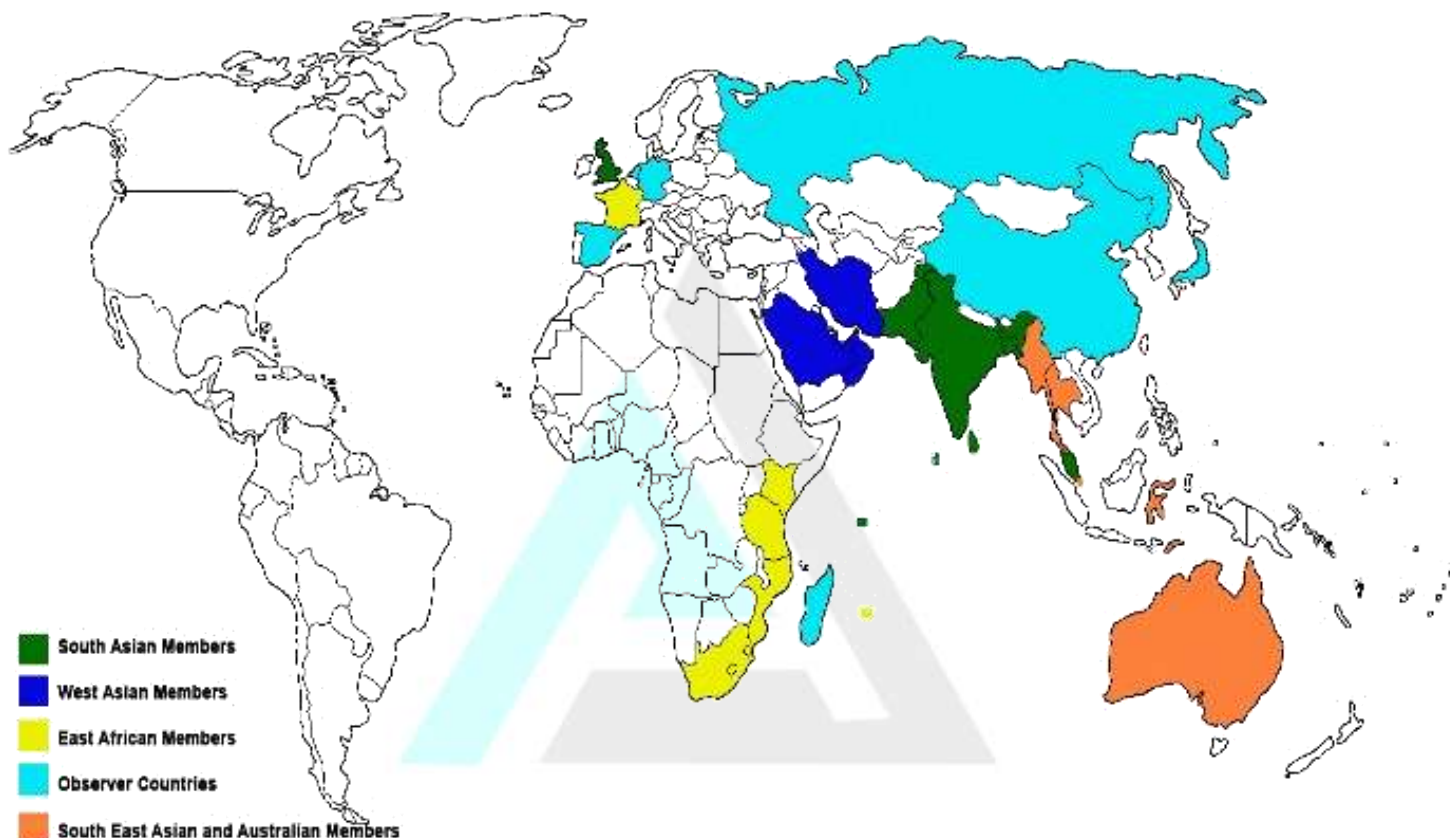 South Asian Members
West Asian Members
East African Members
Observer Countries
South East Asian and Australian Members